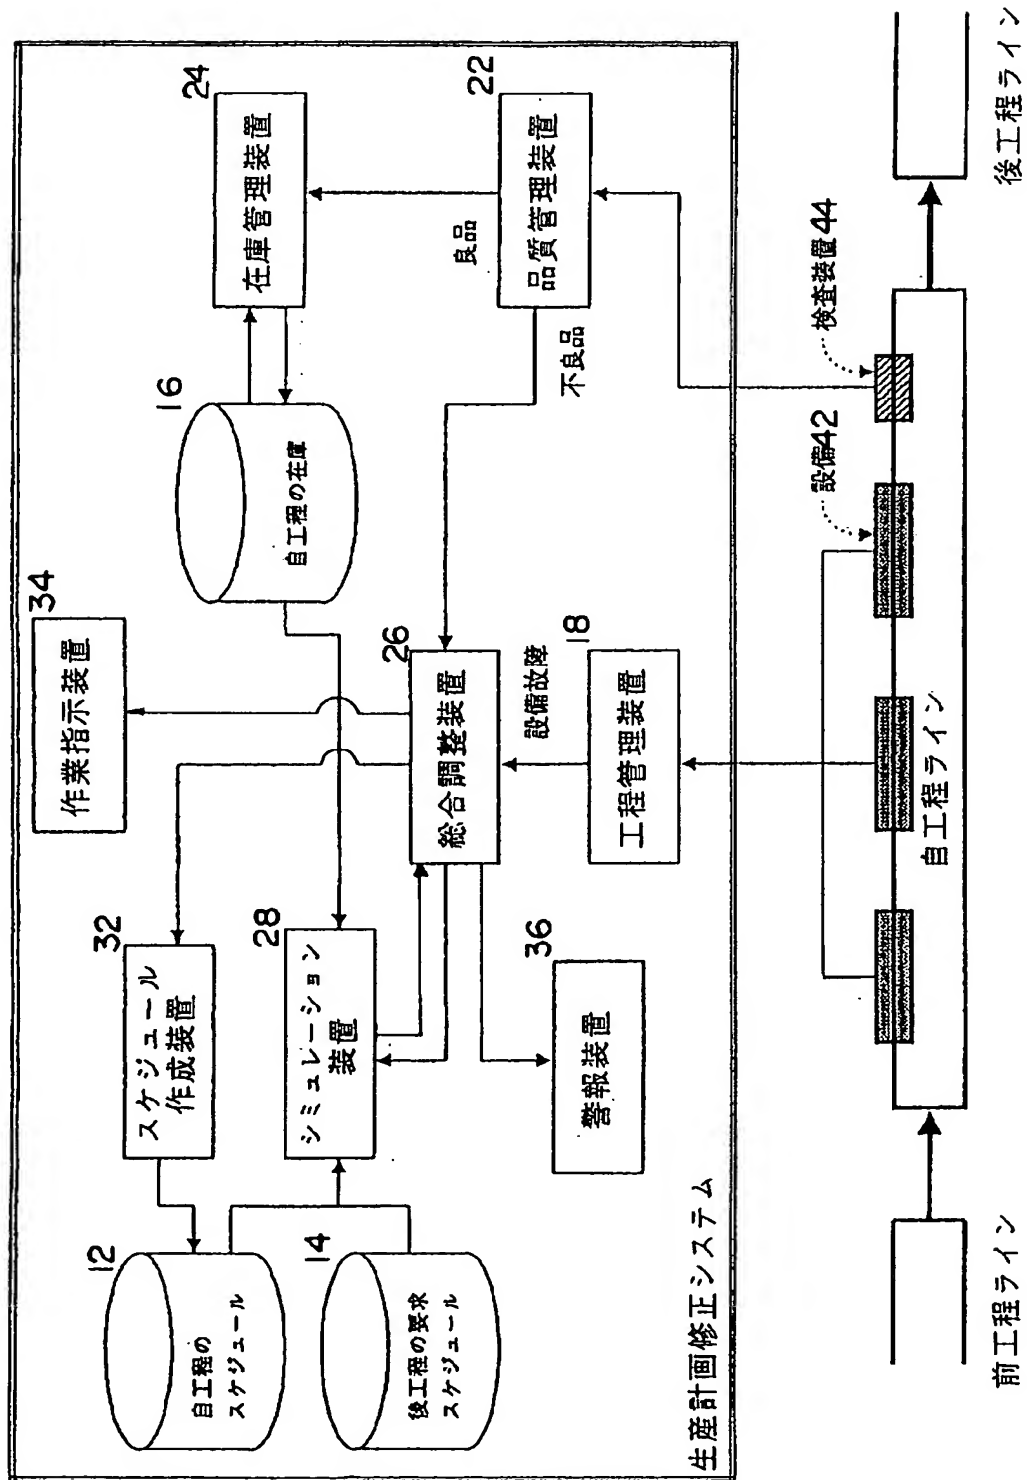 生産計画修正システム
12
自工程の
スケジュール
14
後工程の要求
スケジュール
32
スケジュール
作成装置
28
シミュレーション
装置
36
警報装置
34
作業指示装置
26
総合調整装置
設備故障
18
工程管理装置
16
自工程の在庫
24
在庫管理装置
良品
22
品質管理装置
不良品
前工程ライン
自工程ライン
設備42
検査装置44
後工程ライン